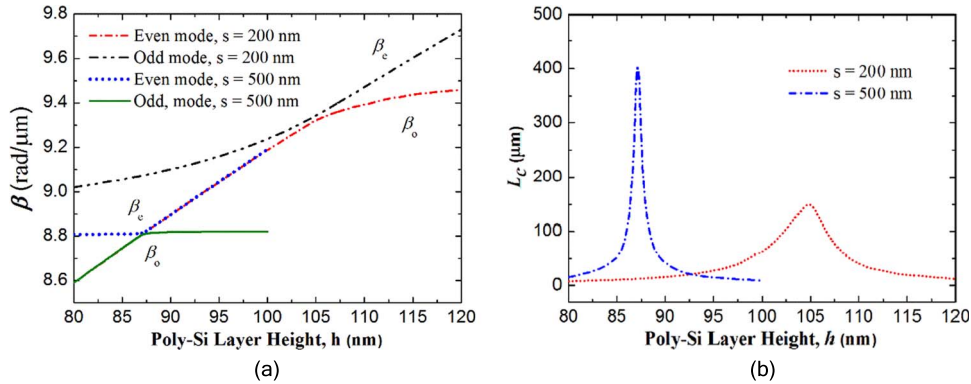 (a)
9.8
9.6
9.4
9.2
9.0
8.8
8.6
β (rad/μm)
Even mode, s = 200 nm
Odd mode, s = 200 nm
Even mode, s = 500 nm
Odd, mode, s = 500 nm
βe
βo
βe
βo
80 85 90 95 100 105 110 115 120
Poly-Si Layer Height, h (nm)
(a)
(b)
500
400
300
200
100
0
Lc (μm)
s = 200 nm
s = 500 nm
80 85 90 95 100 105 110 115 120
Poly-Si Layer Height, h (nm)
(b)